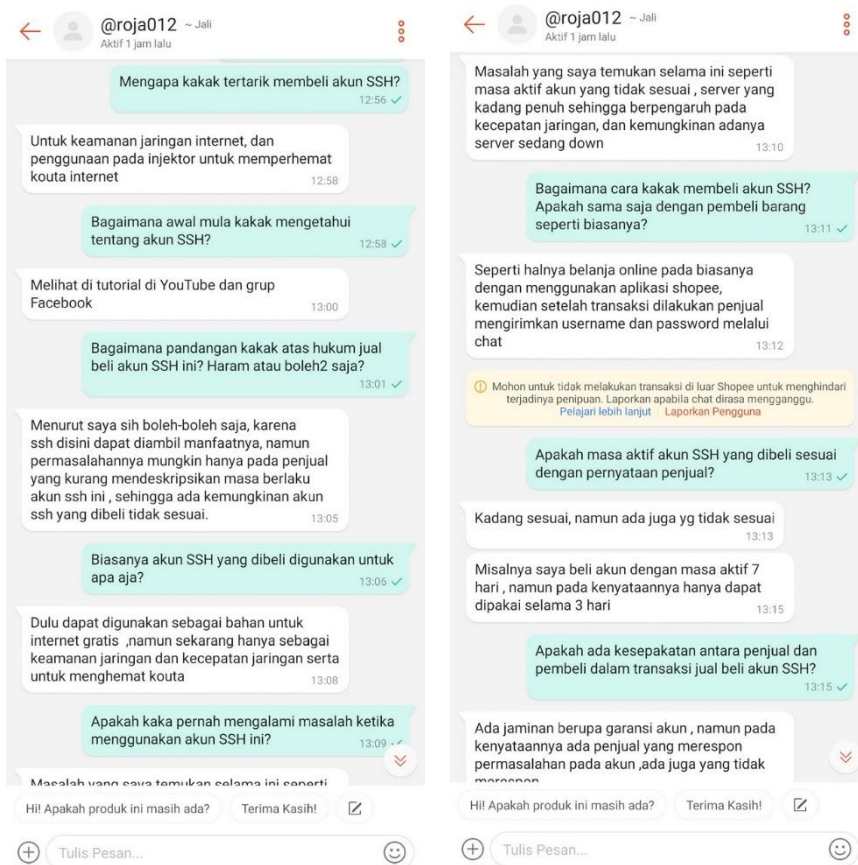 @roja012 ~ Jali
Aktif 1 jam lalu
Mengapa kakak tertarik membeli akun SSH?
12:56
Untuk keamanan jaringan internet, dan
penggunaan pada injektor untuk memperhemat
kouta internet
12:58
Bagaimana awal mula kakak mengetahui
tentang akun SSH?
12:58
Melihat di tutorial di YouTube dan grup
Facebook
13:00
Bagaimana pandangan kakak atas hukum jual
beli akun SSH ini? Haram atau boleh2 saja?
13:01
Menurut saya sih boleh-boleh saja, karena
ssh disini dapat diambil manfaatnya, namun
permasalahannya mungkin hanya pada penjual
yang kurang mendeskripsikan masa berlaku
akun ssh ini , sehingga ada kemungkinan akun
ssh yang dibeli tidak sesuai.
13:05
Biasanya akun SSH yang dibeli digunakan untuk
apa aja?
13:06
Dulu dapat digunakan sebagai bahan untuk
internet gratis ,namun sekarang hanya sebagai
keamanan jaringan dan kecepatan jaringan serta
untuk menghemat kouta
13:08
Apakah kaka pernah mengalami masalah ketika
menggunakan akun SSH ini?
13:09
Masalah yang saya temukan selama ini seperti
Hi! Apakah produk ini masih ada?
Terima Kasih!
Tulis Pesan...
@roja012 ~ Jali
Aktif 1 jam lalu
Masalah yang saya temukan selama ini seperti
masa aktif akun yang tidak sesuai , server yang
kadang penuh sehingga berpengaruh pada
kecepatan jaringan, dan kemungkinan adanya
server sedang down
13:10
Bagaimana cara kakak membeli akun SSH?
Apakah sama saja dengan pembeli barang
seperti biasanya?
13:11
Seperti halnya belanja online pada biasanya
dengan menggunakan aplikasi shopee,
kemudian setelah transaksi dilakukan penjual
mengirimkan username dan password melalui
chat
13:12
Mohon untuk tidak melakukan transaksi di luar Shopee untuk menghindari
terjadinya penipuan. Laporkan apabila chat dirasa mengganggu.
Pelajari lebih lanjut Laporkan Pengguna
Apakah masa aktif akun SSH yang dibeli sesuai
dengan pernyataan penjual?
13:13
Kadang sesuai, namun ada juga yg tidak sesuai
13:13
Misalnya saya beli akun dengan masa aktif 7
hari , namun pada kenyataannya hanya dapat
dipakai selama 3 hari
13:15
Apakah ada kesepakatan antara penjual dan
pembeli dalam transaksi jual beli akun SSH?
13:15
Ada jaminan berupa garansi akun , namun pada
kenyataannya ada penjual yang merespon
permasalahan pada akun ,ada juga yang tidak
merespon
Hi! Apakah produk ini masih ada?
Terima Kasih!
Tulis Pesan...